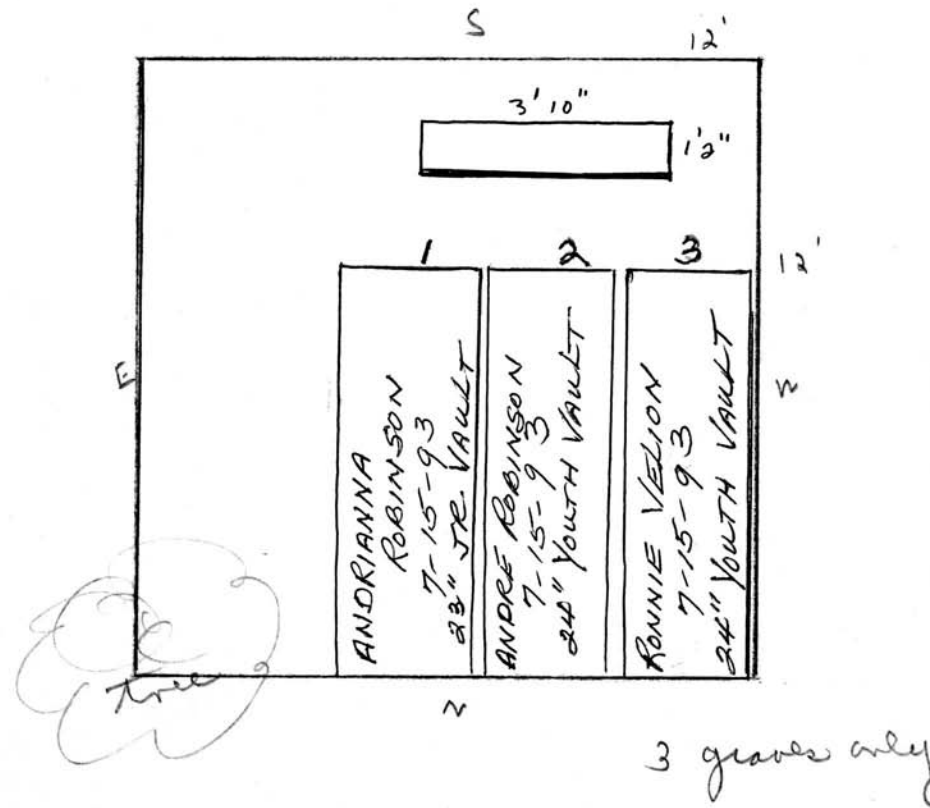 S
12'
3' 10"
1'2"
1
2
3
12'
E
W
ANDRIANNA
ROBINSON
7-15-93
23" JR. VAULT
ANDRE ROBINSON
7-15-93
24" YOUTH VAULT
RONNIE VELION
7-15-93
24" YOUTH VAULT
Tree
N
3 graves only